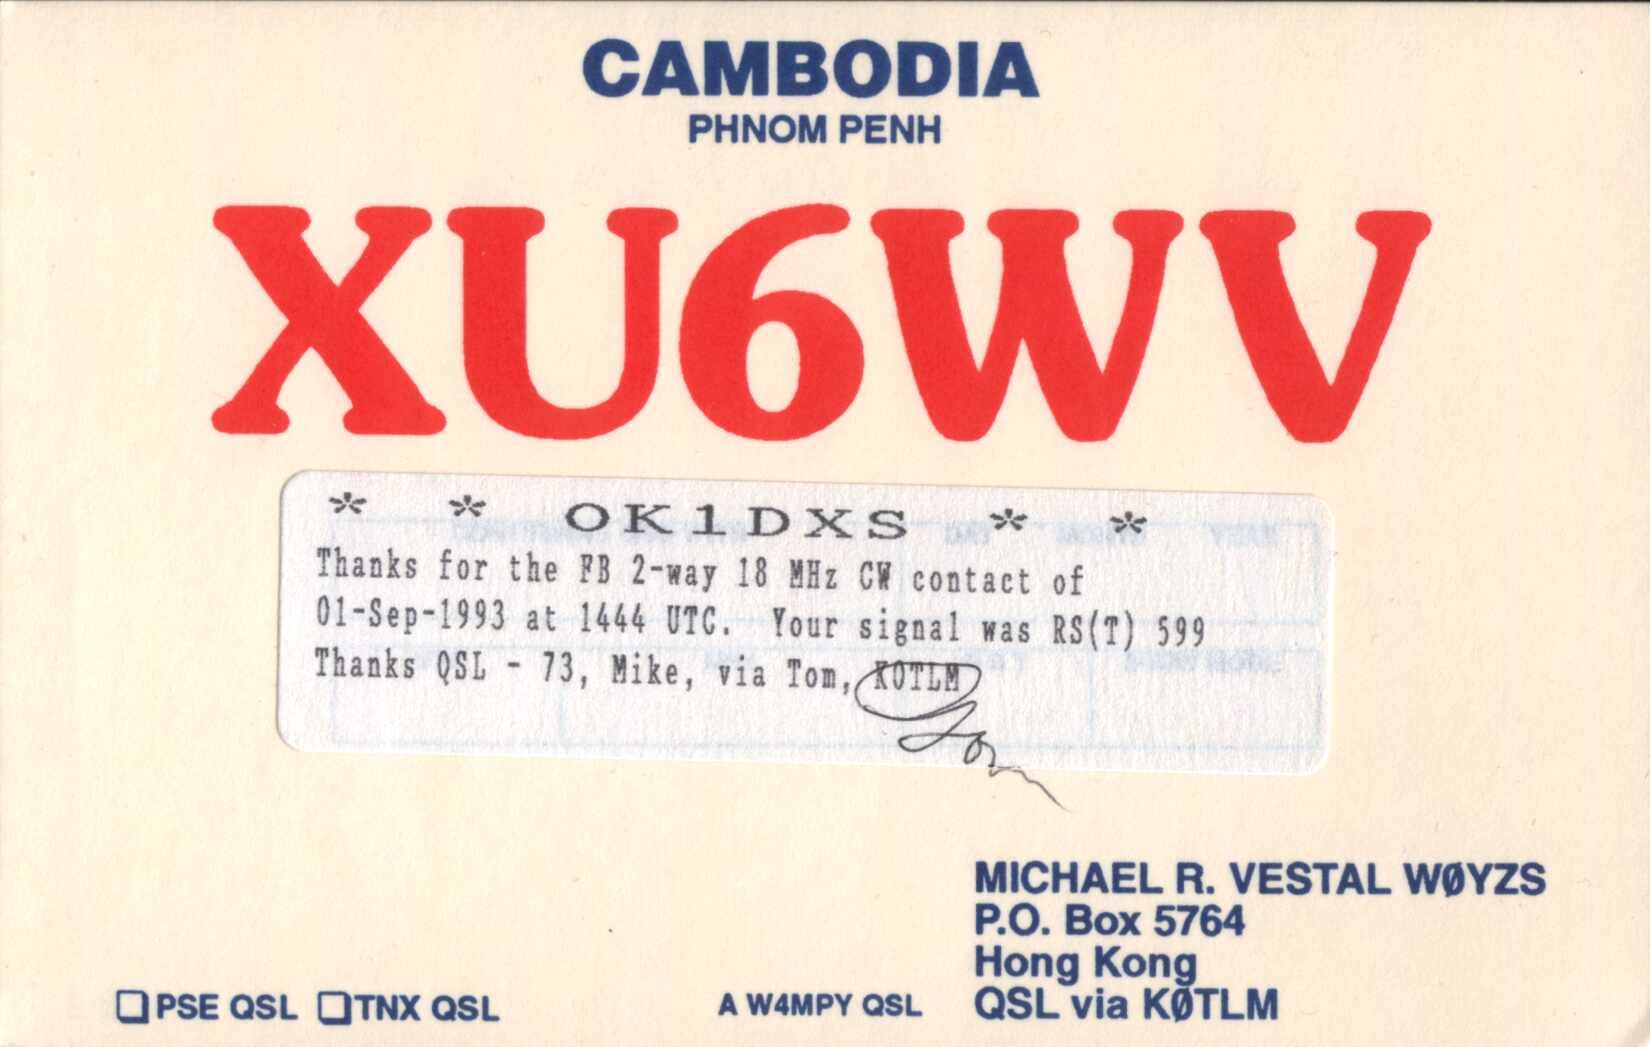 CAMBODIA
PHNOM PENH
XU6WV
* * OK1DXS * *
Thanks for the FB 2-way 18 MHz CW contact of
01-Sep-1993 at 1444 UTC. Your signal was RS(T) 599
Thanks QSL - 73, Mike, via Tom, K0TLM
Tom
MICHAEL R. VESTAL WØYZS
P.O. Box 5764
Hong Kong
QSL via KØTLM
PSE QSL TNX QSL
A W4MPY QSL